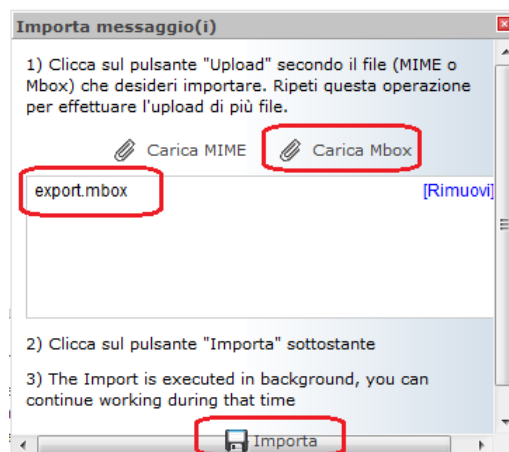 Importa messaggio(i)
1) Clicca sul pulsante "Upload" secondo il file (MIME o
Mbox) che desideri importare. Ripeti questa operazione
per effettuare l'upload di più file.
Carica MIME Carica Mbox
export.mbox [Rimuovi]
2) Clicca sul pulsante "Importa" sottostante
3) The Import is executed in background, you can
continue working during that time
Importa